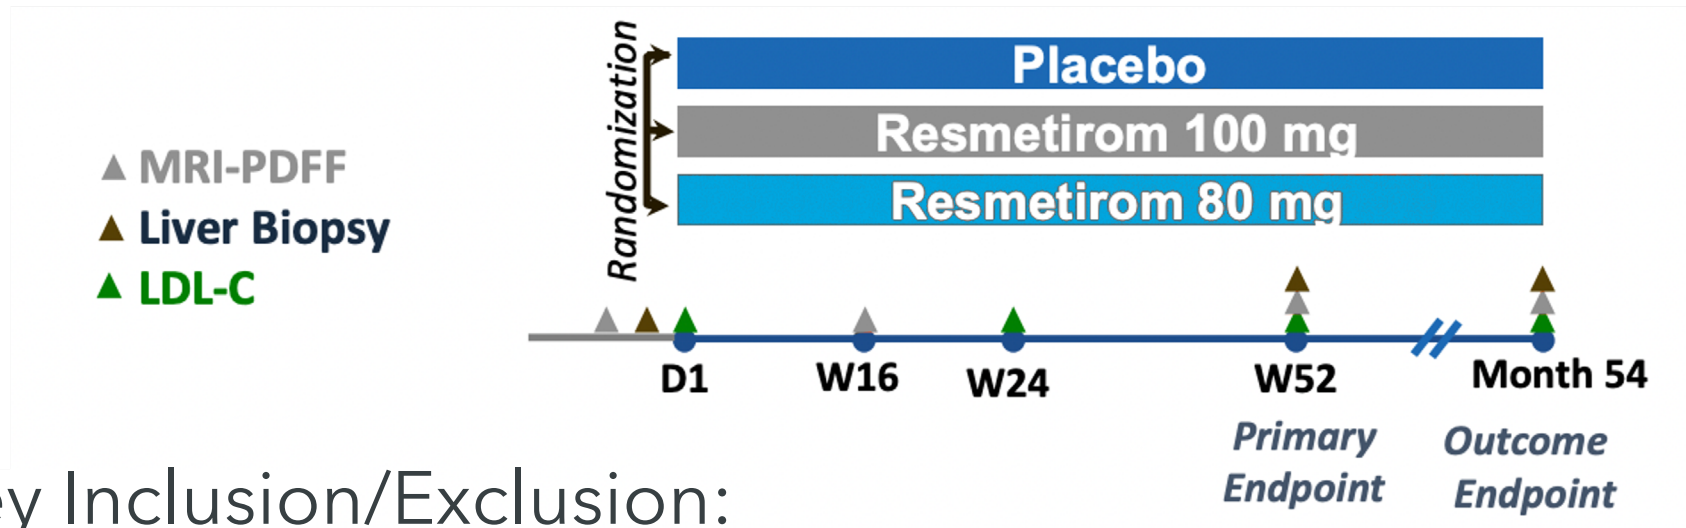 Randomization
Placebo
Resmetirom 100 mg
Resmetirom 80 mg
MRI-PDFF
Liver Biopsy
LDL-C
D1
W16
W24
W52
Month 54
Primary
Endpoint
Outcome
Endpoint
y Inclusion/Exclusion: